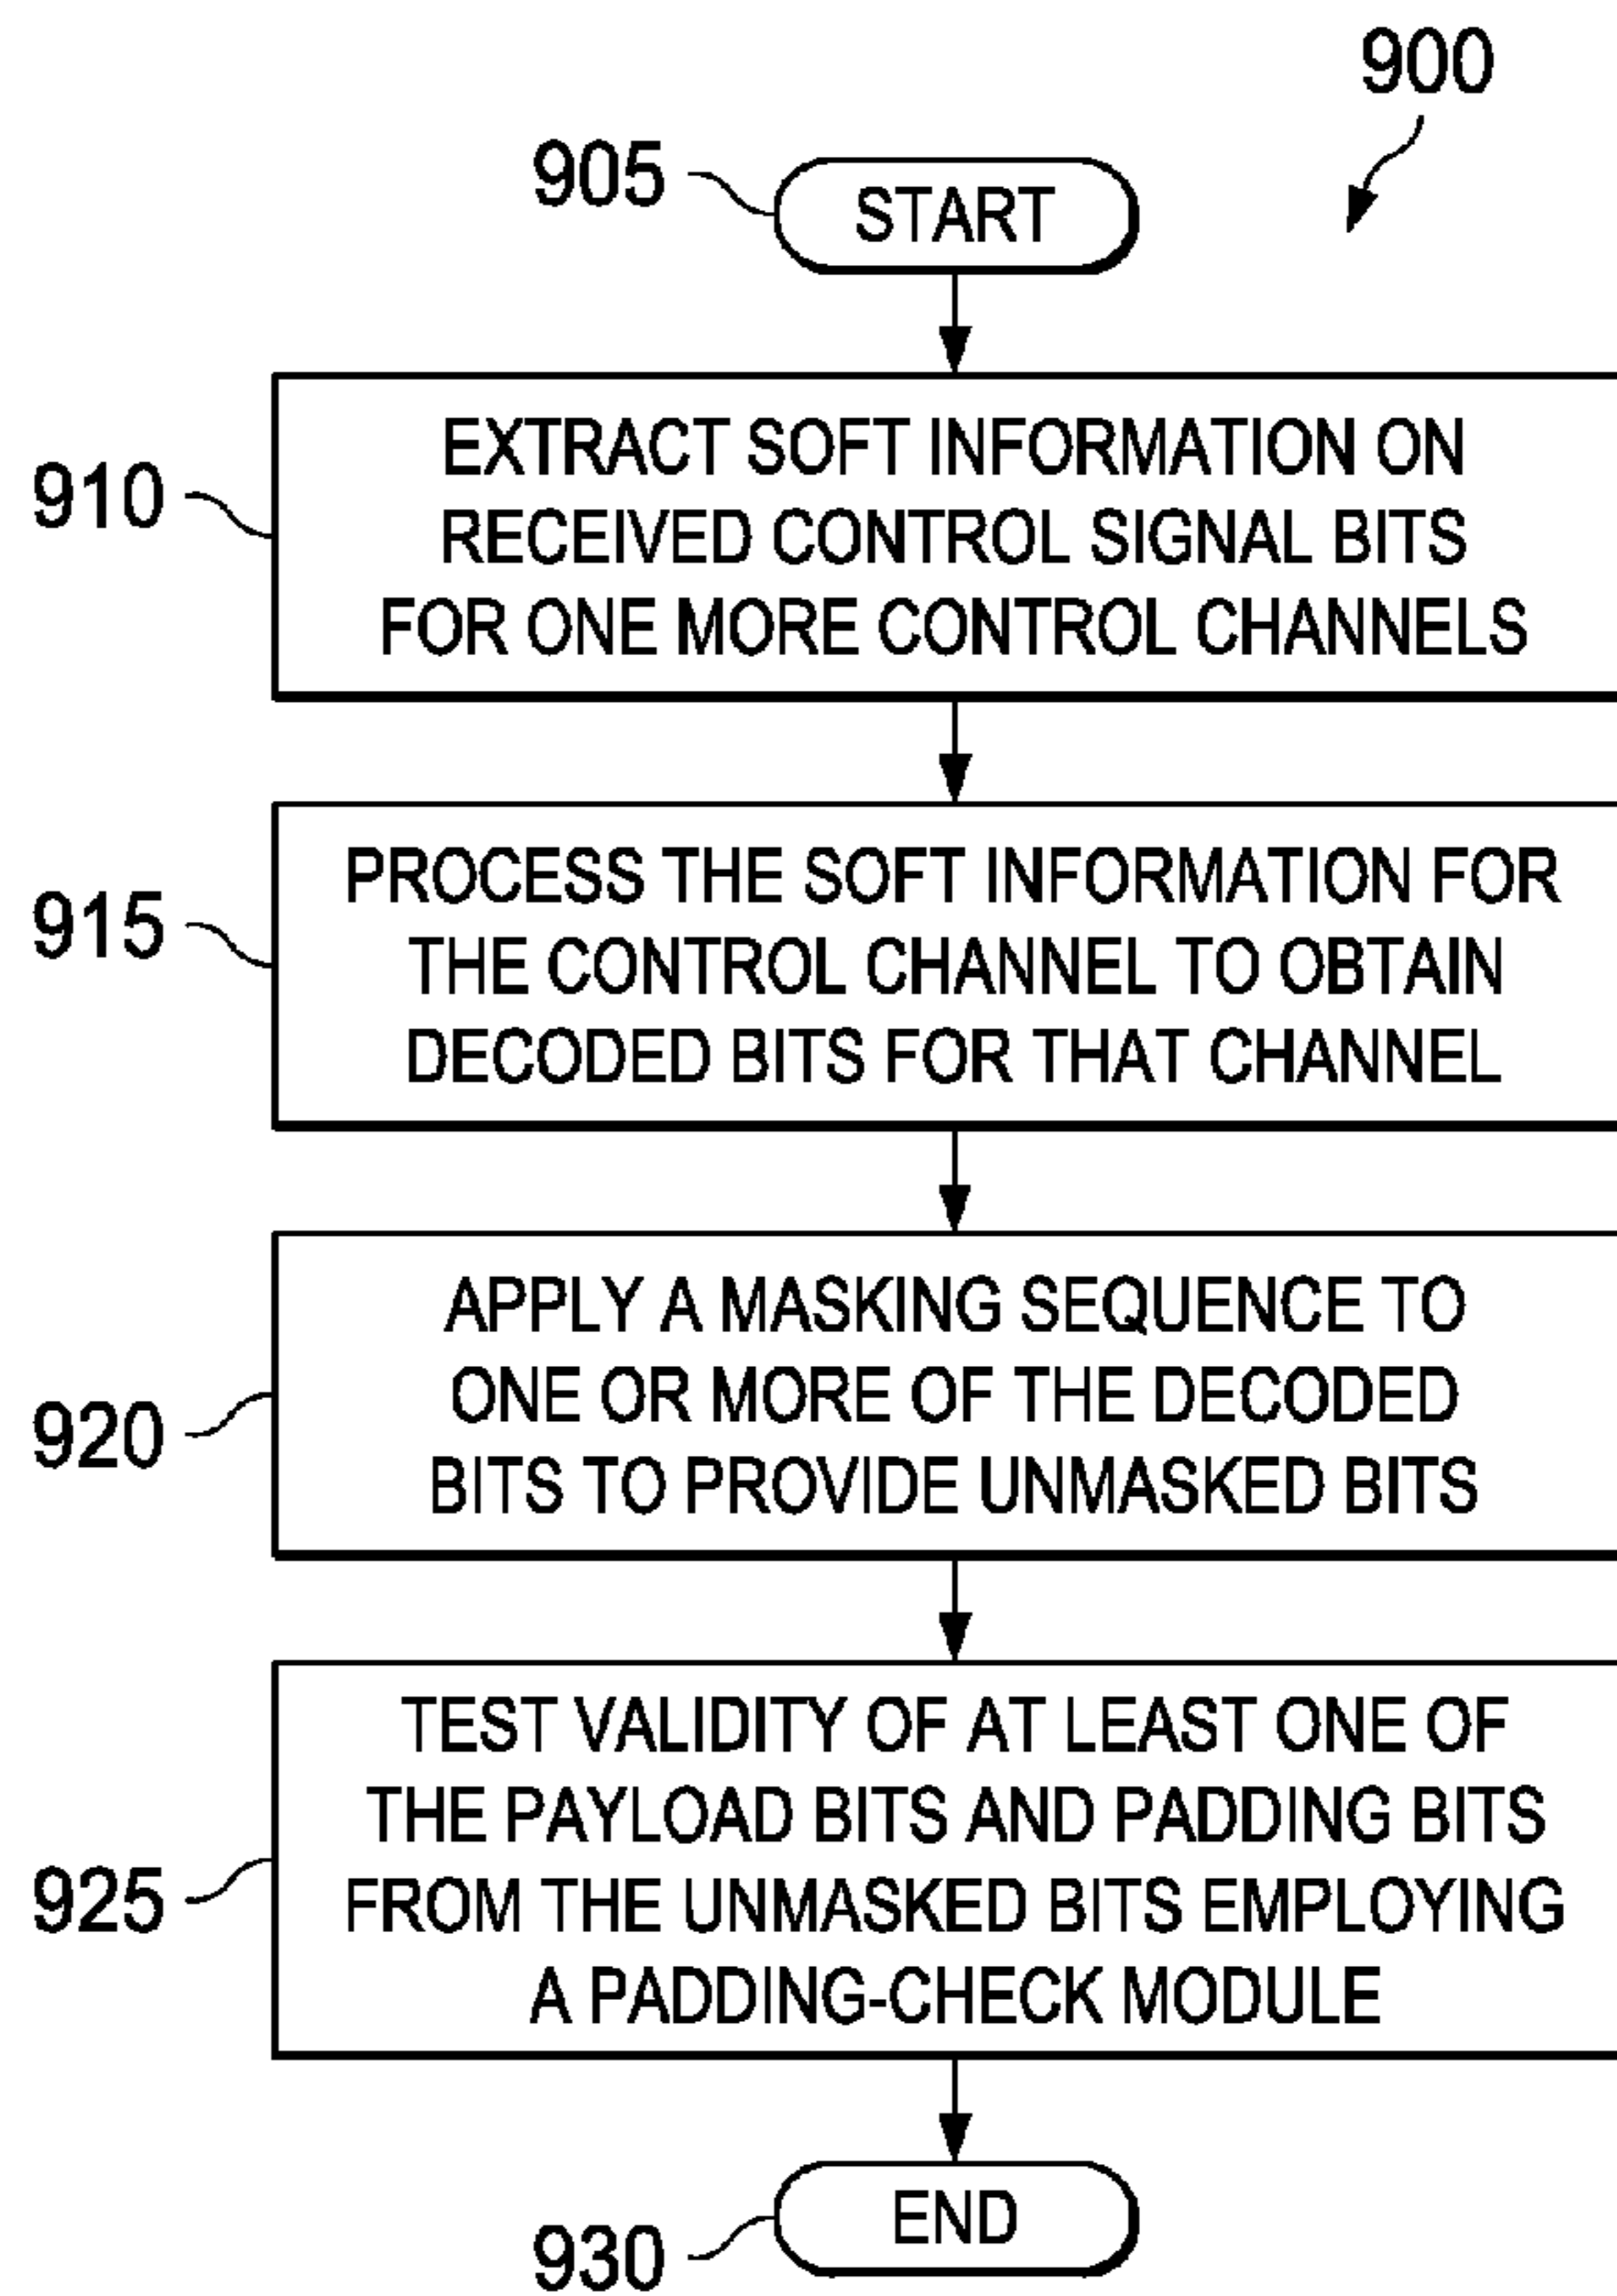 900
905
START
910
EXTRACT SOFT INFORMATION ON
RECEIVED CONTROL SIGNAL BITS
FOR ONE MORE CONTROL CHANNELS
915
PROCESS THE SOFT INFORMATION FOR
THE CONTROL CHANNEL TO OBTAIN
DECODED BITS FOR THAT CHANNEL
920
APPLY A MASKING SEQUENCE TO
ONE OR MORE OF THE DECODED
BITS TO PROVIDE UNMASKED BITS
925
TEST VALIDITY OF AT LEAST ONE OF
THE PAYLOAD BITS AND PADDING BITS
FROM THE UNMASKED BITS EMPLOYING
A PADDING-CHECK MODULE
930
END